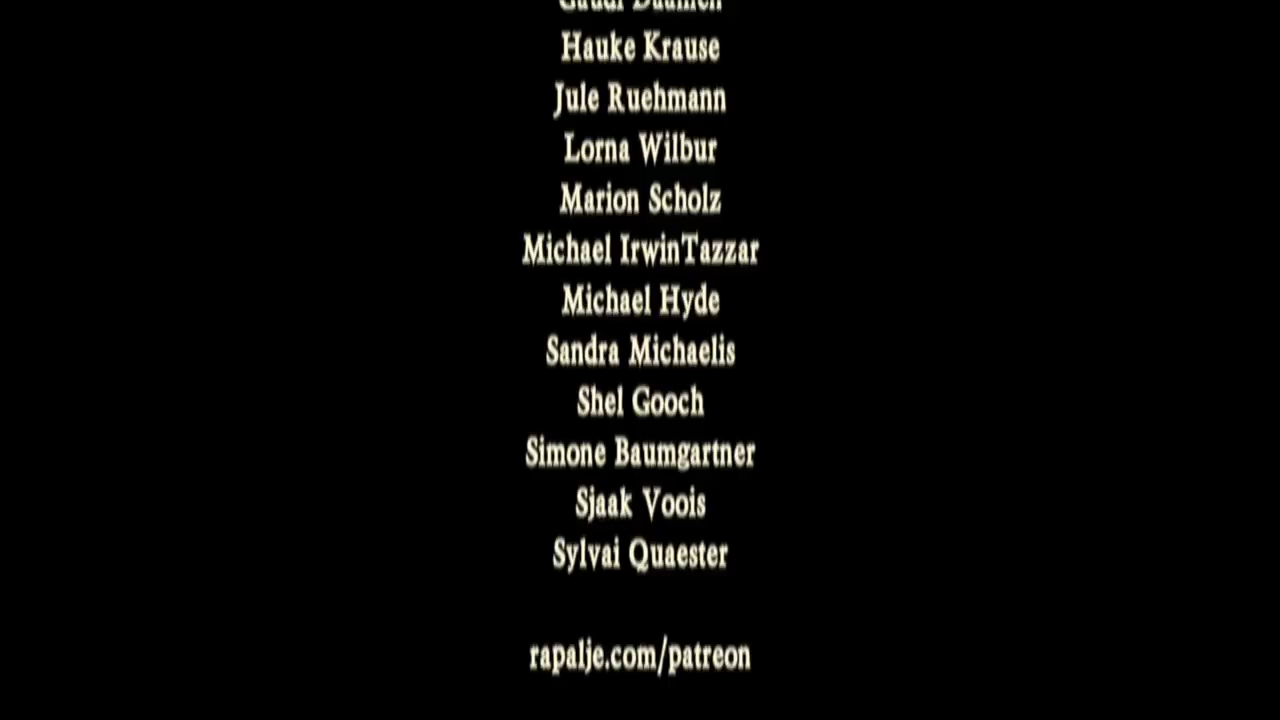 Hauke Krause
Jule Ruehmann
Lorna Wilbur
Marion Scholz
Michael IrwinTazzar
Michael Hyde
Sandra Michaelis
Shel Gooch
Simone Baumgartner
Sjaak Voois
Sylvai Quaester
rapalje.com/patreon